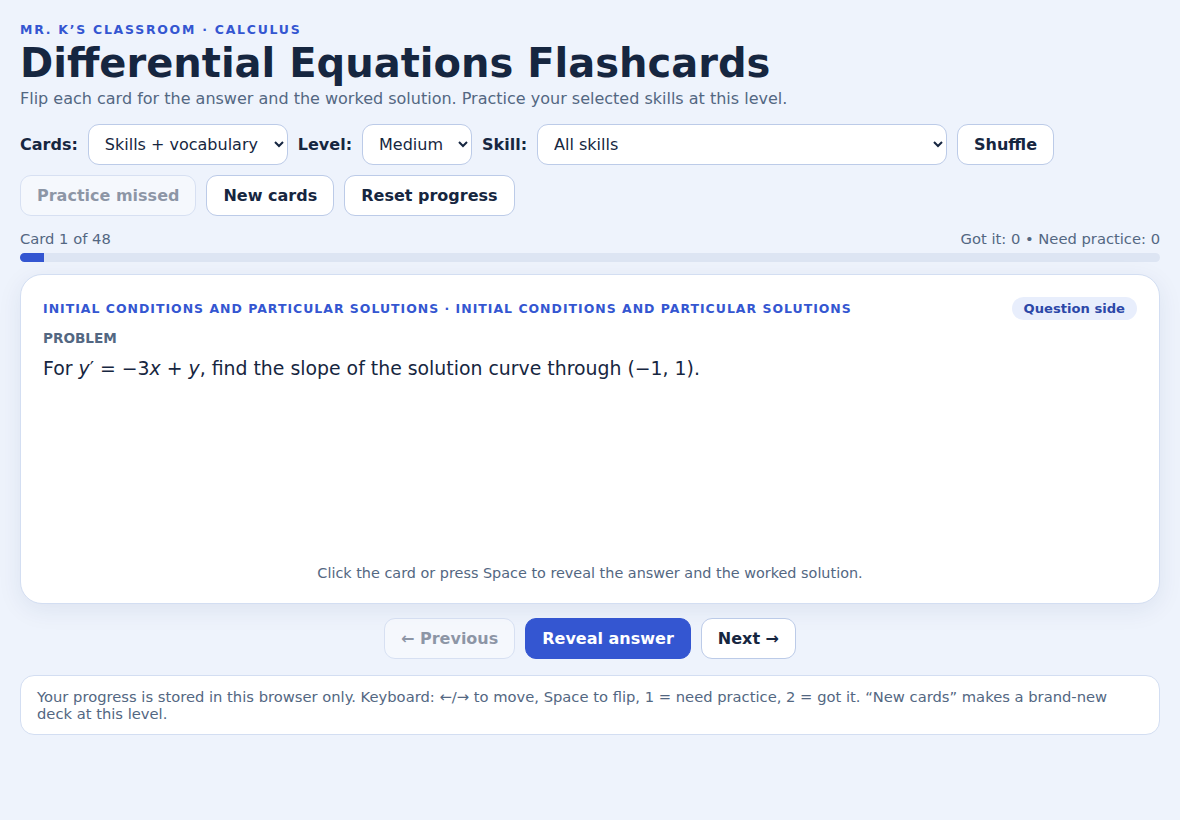 MR. K’S CLASSROOM · CALCULUS
Differential Equations Flashcards
Flip each card for the answer and the worked solution. Practice your selected skills at this level.
Cards: Skills + vocabulary Level: Medium Skill: All skills Shuffle
Practice missed New cards Reset progress
Card 1 of 48 Got it: 0 • Need practice: 0
INITIAL CONDITIONS AND PARTICULAR SOLUTIONS · INITIAL CONDITIONS AND PARTICULAR SOLUTIONS Question side
PROBLEM
For y′ = −3x + y, find the slope of the solution curve through (−1, 1).
Click the card or press Space to reveal the answer and the worked solution.
← Previous Reveal answer Next →
Your progress is stored in this browser only. Keyboard: ←/→ to move, Space to flip, 1 = need practice, 2 = got it. “New cards” makes a brand-new
deck at this level.